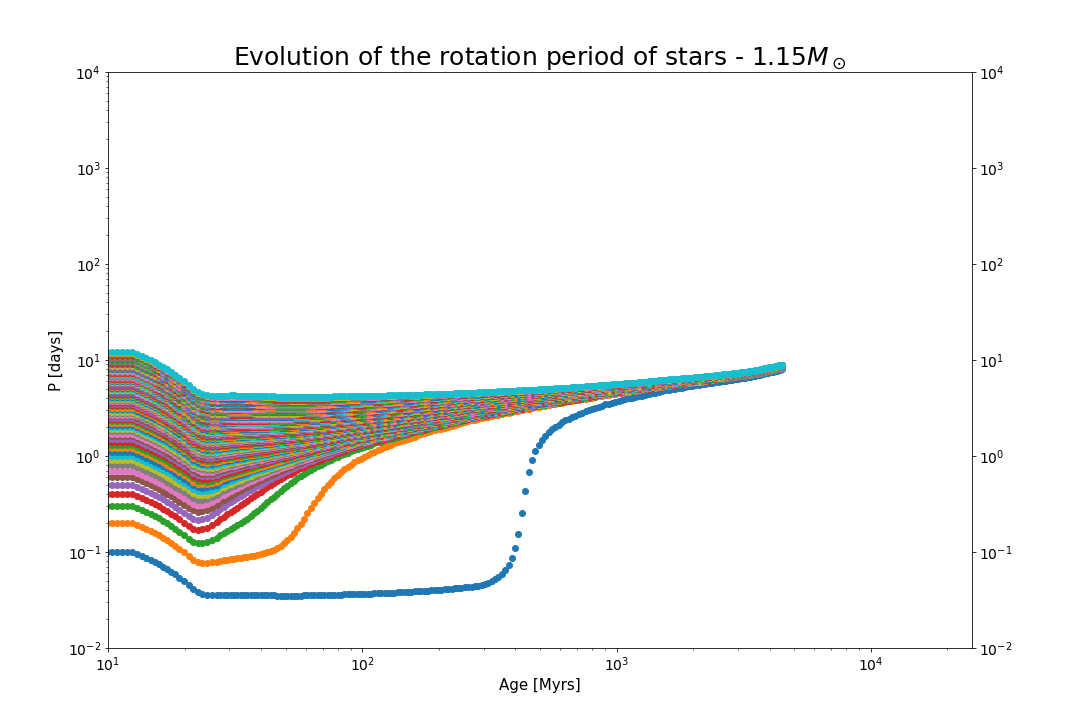 Evolution of the rotation period of stars - 1.15M⊙
10⁴ 10⁴
10³ 10³
10² 10²
P [days]
10¹ 10¹
10⁰ 10⁰
10⁻¹ 10⁻¹
10⁻² 10⁻²
10¹ 10² 10³ 10⁴
Age [Myrs]